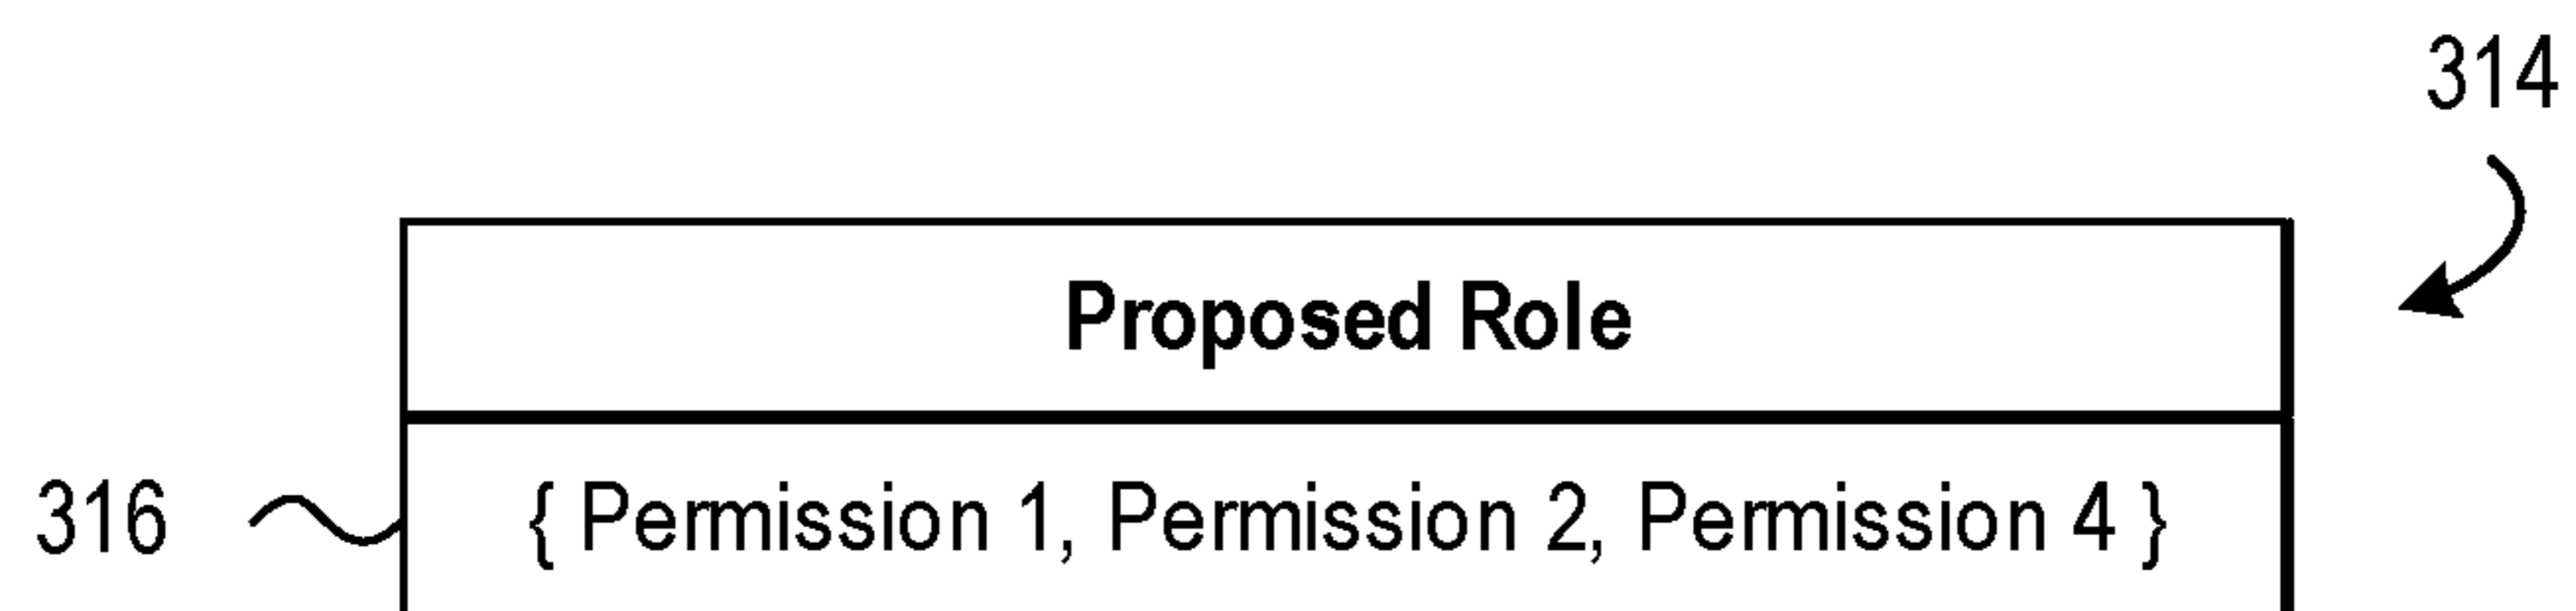 314
Proposed Role
316
{ Permission 1, Permission 2, Permission 4 }